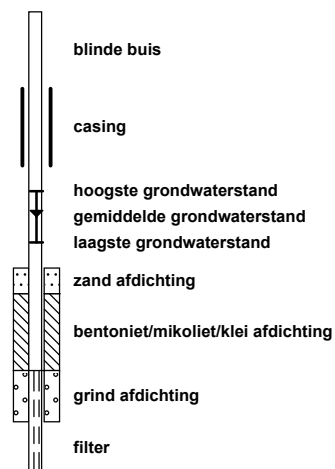 blinde buis
casing
hoogste grondwaterstand
gemiddelde grondwaterstand
laagste grondwaterstand
zand afdichting
bentoniet/mikoliet/klei afdichting
grind afdichting
filter